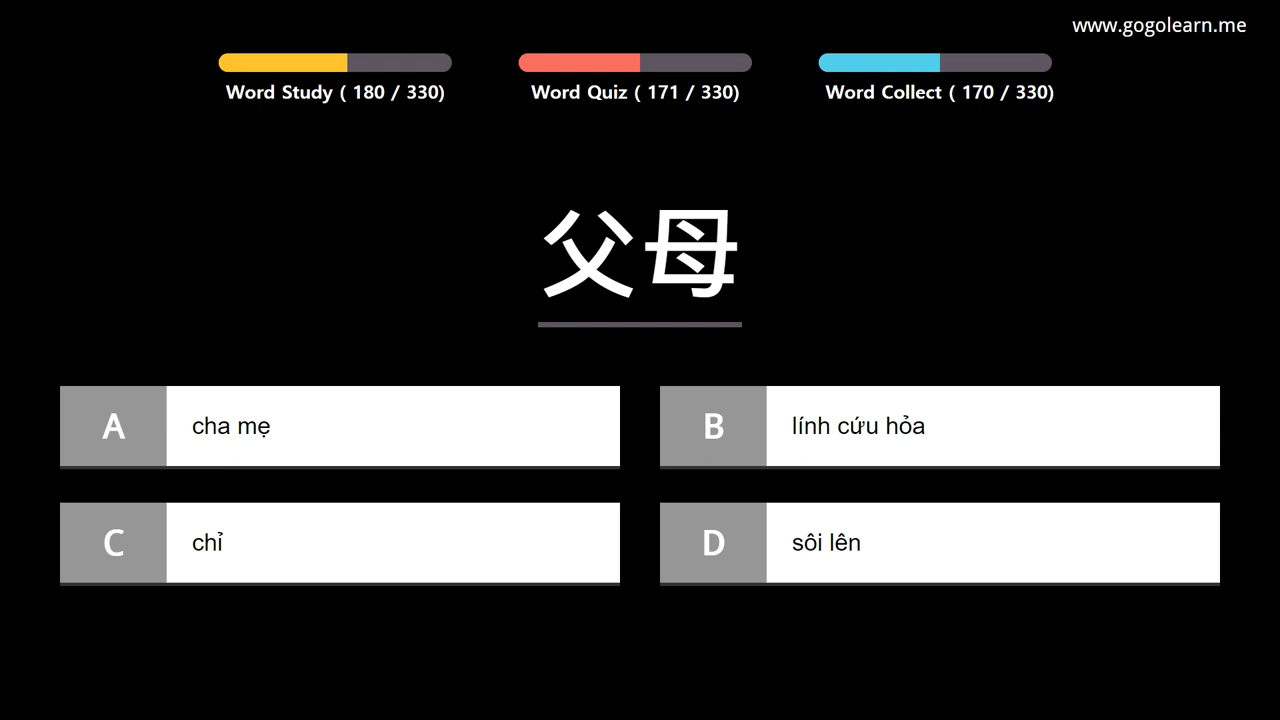 www.gogolearn.me
Word Study ( 180 / 330)
Word Quiz ( 171 / 330)
Word Collect ( 170 / 330)
父母
A cha mẹ
B lính cứu hỏa
C chỉ
D sôi lên